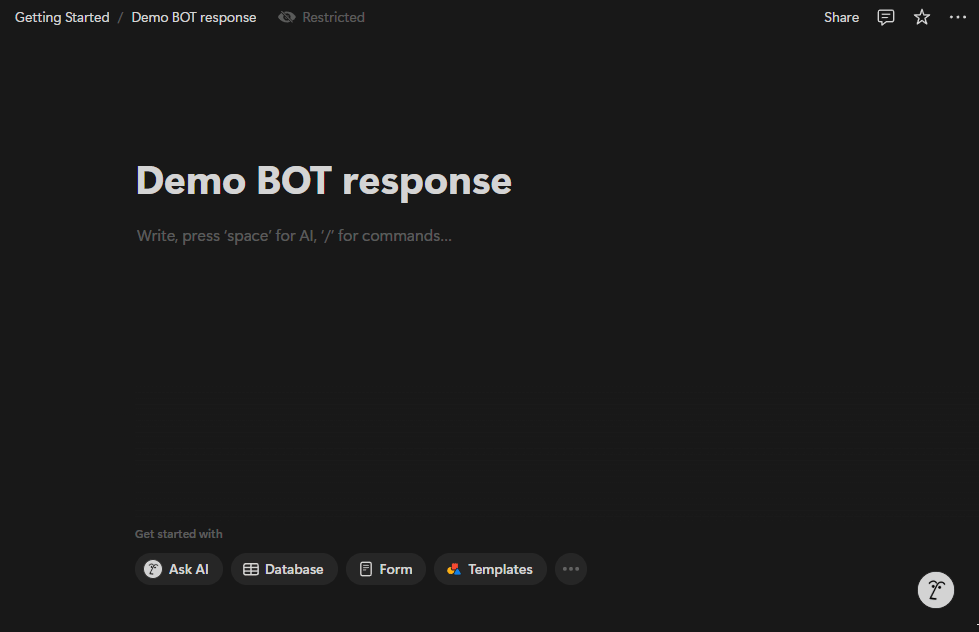 Getting Started / Demo BOT response Restricted Share
Demo BOT response
Write, press ‘space’ for AI, ‘/’ for commands...
Get started with
Ask AI Database Form Templates